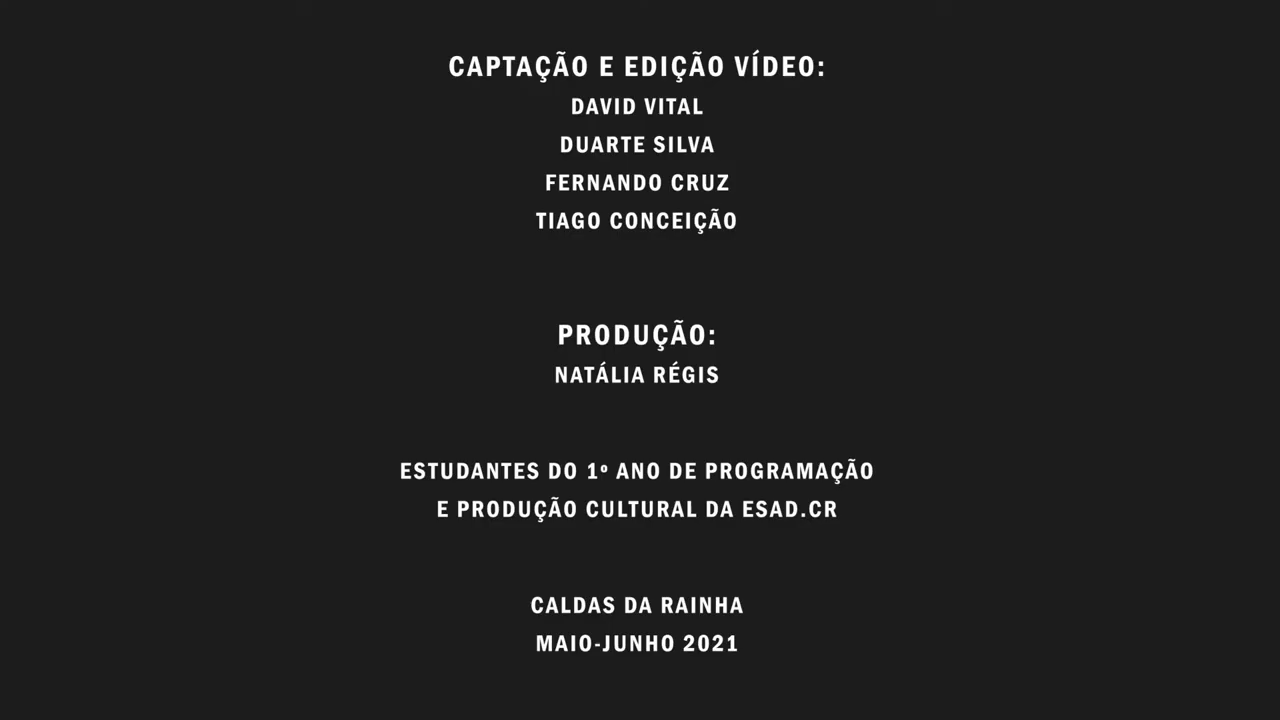 CAPTAÇÃO E EDIÇÃO VÍDEO:
DAVID VITAL
DUARTE SILVA
FERNANDO CRUZ
TIAGO CONCEIÇÃO
PRODUÇÃO:
NATÁLIA RÉGIS
ESTUDANTES DO 1º ANO DE PROGRAMAÇÃO
E PRODUÇÃO CULTURAL DA ESAD.CR
CALDAS DA RAINHA
MAIO-JUNHO 2021